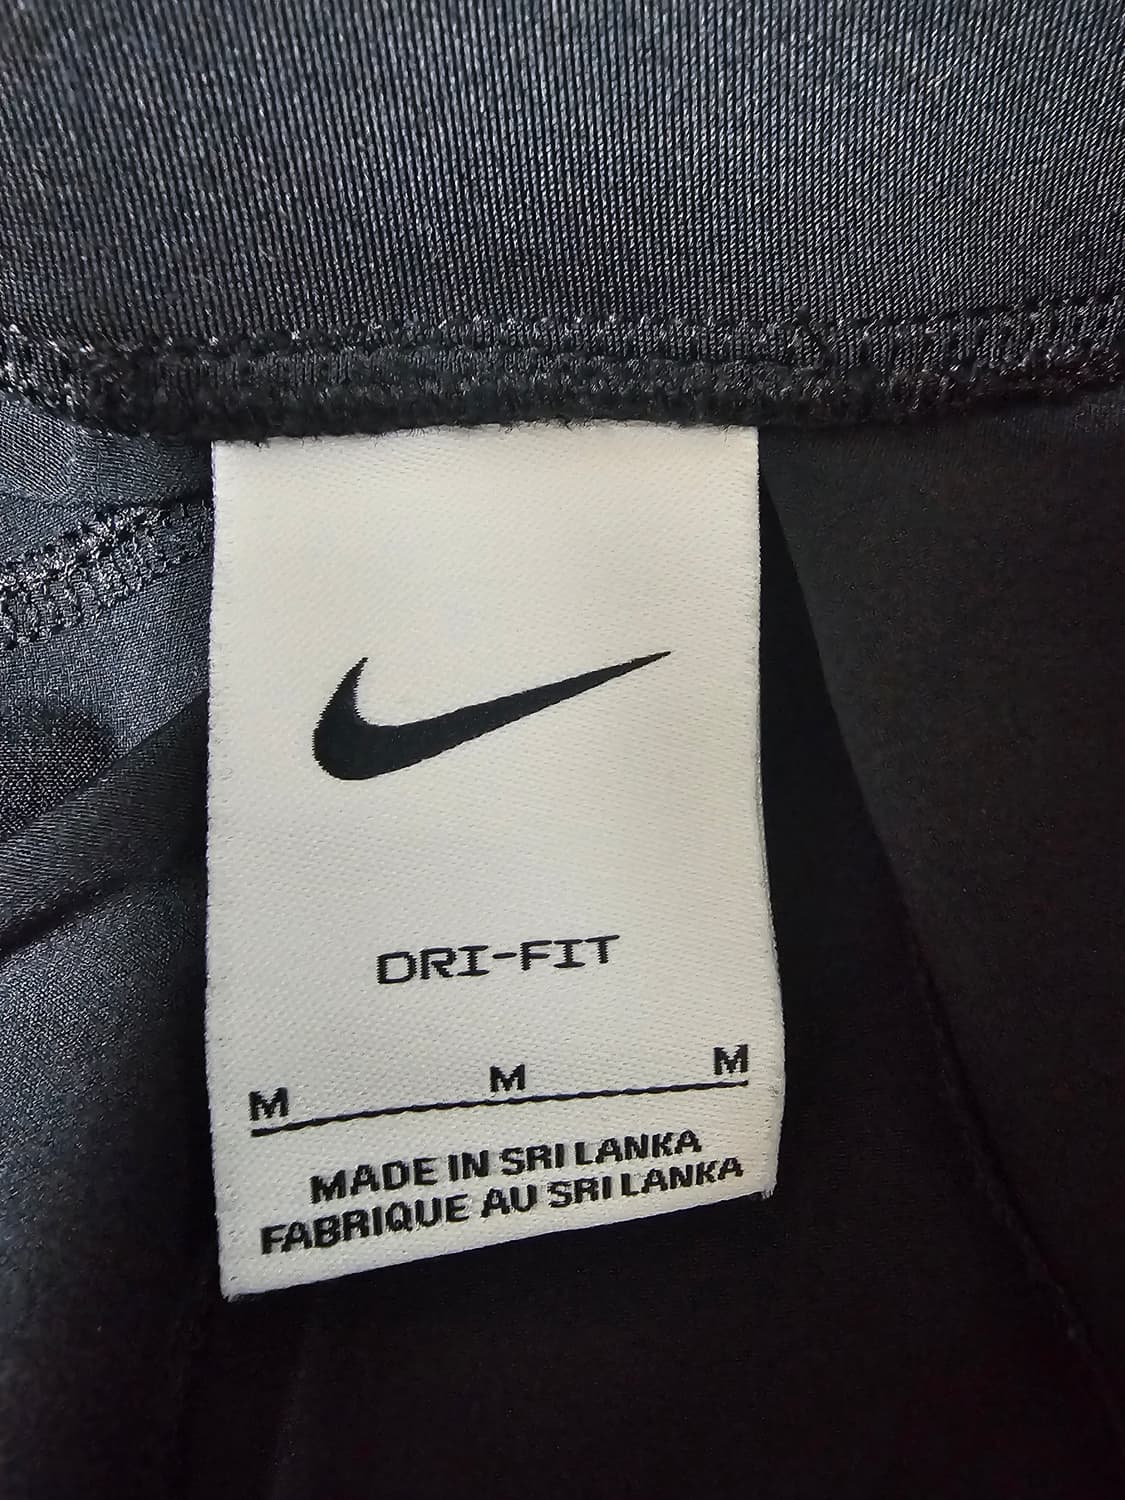 DRI-FIT
M M M
MADE IN SRI LANKA
FABRIQUE AU SRI LANKA